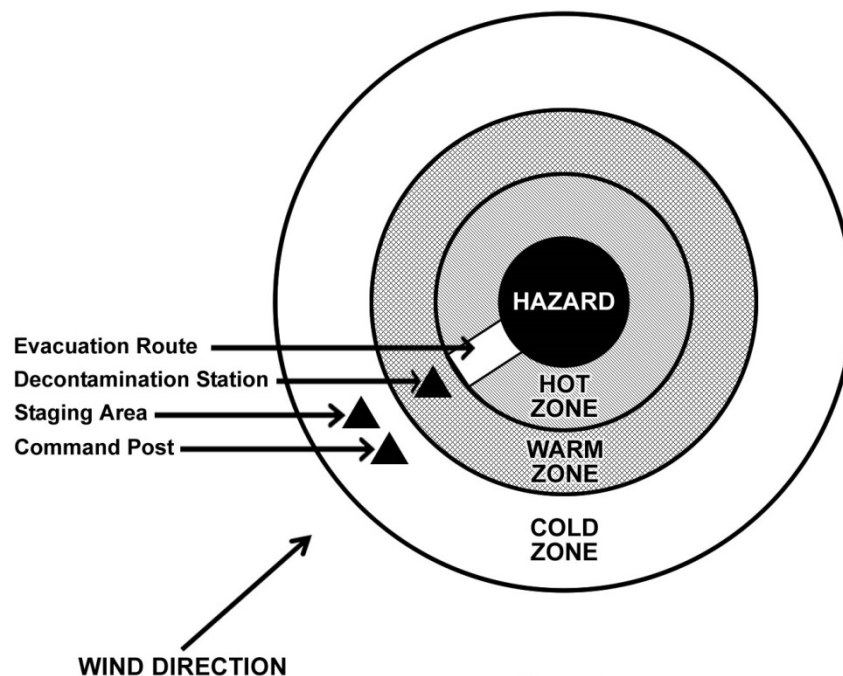 HAZARD
Evacuation Route
Decontamination Station
Staging Area
Command Post
HOT
ZONE
WARM
ZONE
COLD
ZONE
WIND DIRECTION